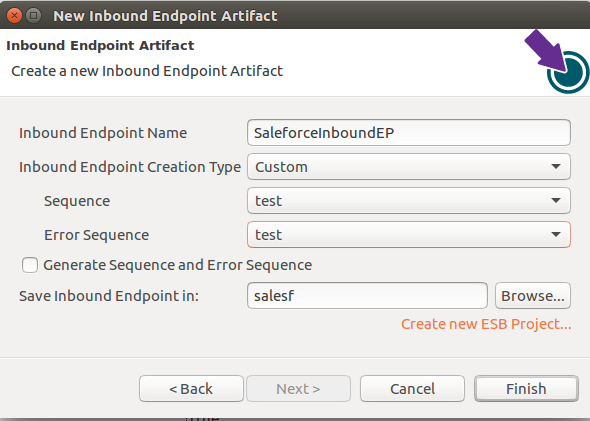 New Inbound Endpoint Artifact
Inbound Endpoint Artifact
Create a new Inbound Endpoint Artifact
Inbound Endpoint Name SaleforceInboundEP
Inbound Endpoint Creation Type Custom
Sequence test
Error Sequence test
Generate Sequence and Error Sequence
Save Inbound Endpoint in: salesf Browse...
Create new ESB Project...
< Back Next > Cancel Finish